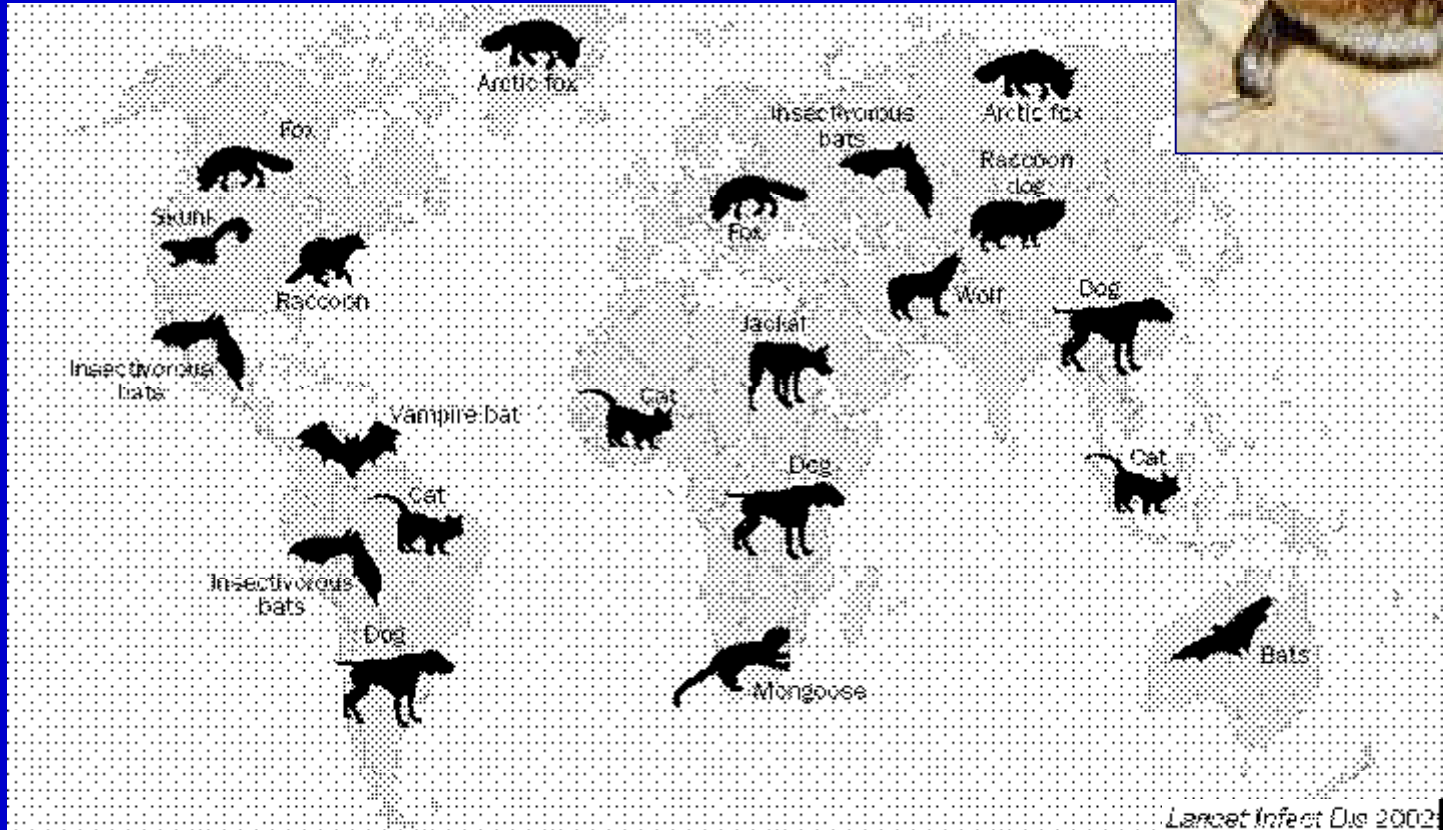 Arctic fox
Arctic fox
Insectivorous
bats
Fox
Raccoon
dog
Skunk
Fox
Raccoon
Wolf
Dog
Jackal
Insectivorous
bats
Cat
Vampire bat
Dog
Cat
Cat
Insectivorous
bats
Dog
Bats
Mongoose
Lancet Infect Dis 2002